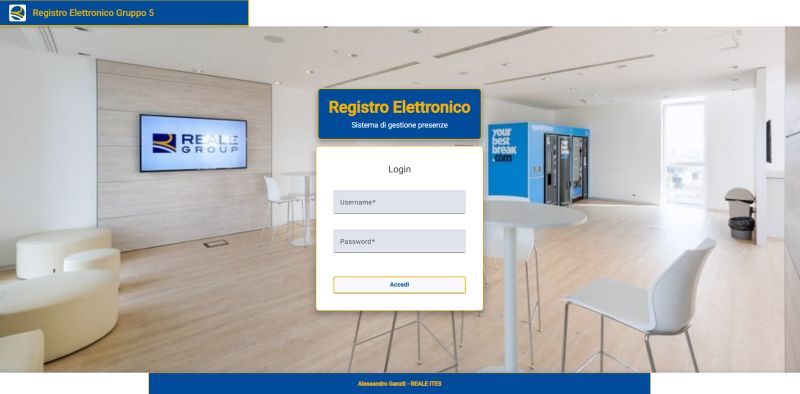 Registro Elettronico Gruppo 5
Registro Elettronico
Sistema di gestione presenze
REALE
GROUP
your
best
break
.com
Login
Username*
Password*
Accedi
Alessandro Ganzit - REALE ITES